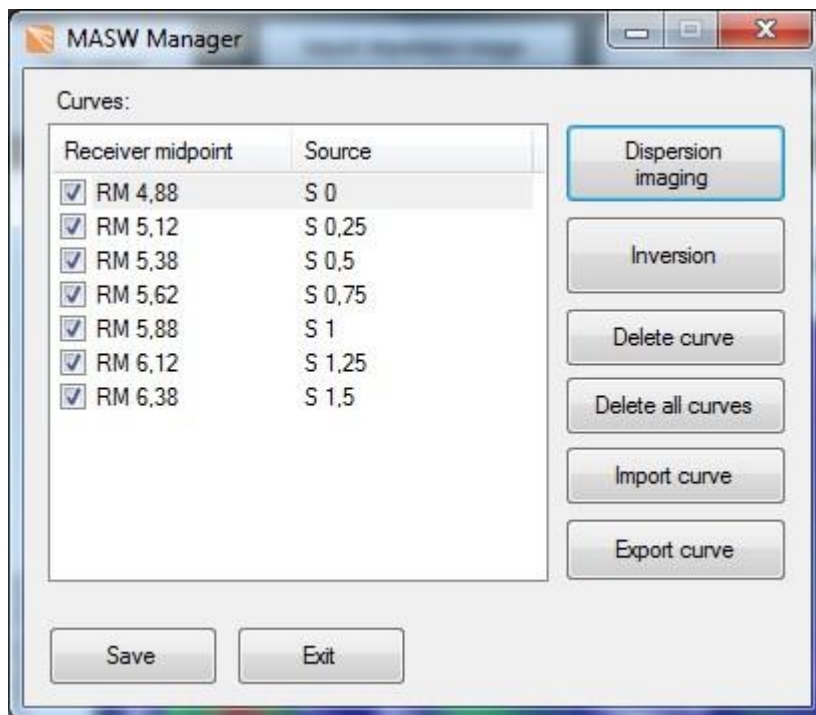 MASW Manager
Curves:
Receiver midpoint Source
RM 4,88 S 0
RM 5,12 S 0,25
RM 5,38 S 0,5
RM 5,62 S 0,75
RM 5,88 S 1
RM 6,12 S 1,25
RM 6,38 S 1,5
Dispersion
imaging
Inversion
Delete curve
Delete all curves
Import curve
Export curve
Save Exit